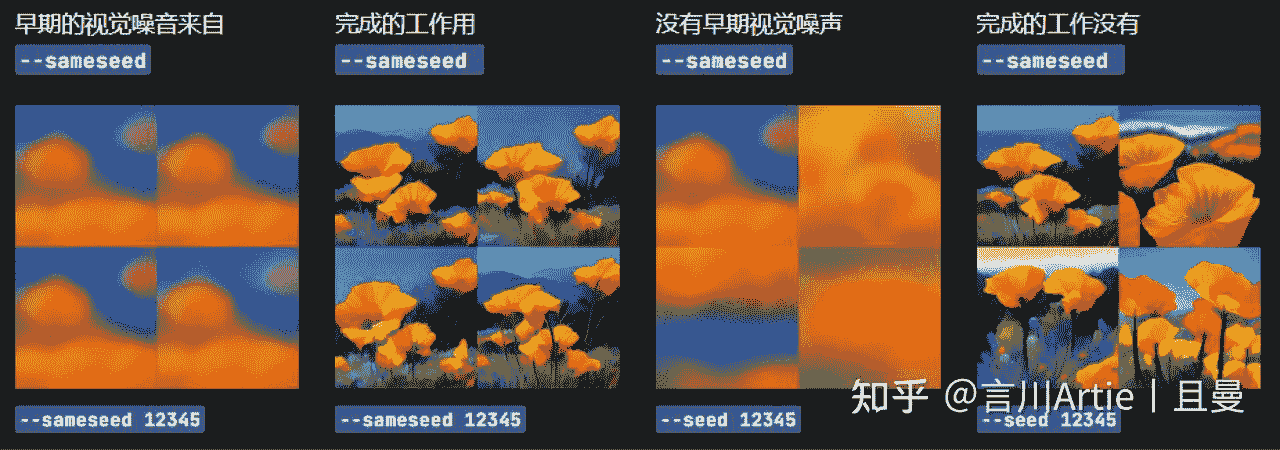 早期的视觉噪音来自
--sameseed
完成的工作用
--sameseed
没有早期视觉噪声
--sameseed
完成的工作没有
--sameseed
--sameseed 12345
--sameseed 12345
--seed 12345
--seed 12345
知乎 @言川Artie丨且曼